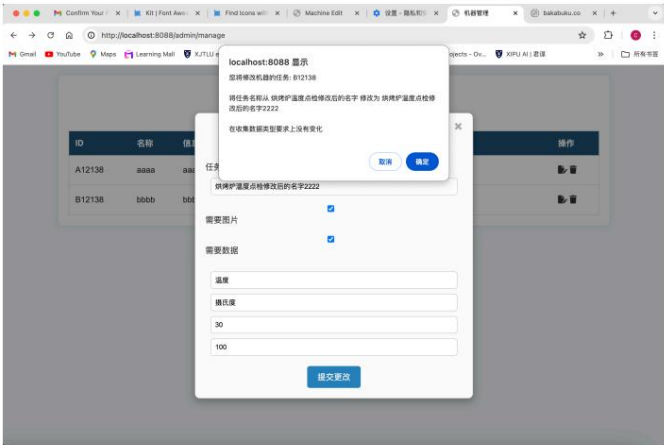 Confirm Your
Kit | Font Awe
Find Icons with
Machine Edit
设置 - 隐私和安
机器管理
bakabuku.co
http://localhost:8088/admin/manage
Gmail
YouTube
Maps
Learning Mall
XJTLU
ojects - Ov...
XIPU AI | 君谋
所有书签
localhost:8088 显示
您将修改机器的任务: B12138
将任务名称从 烘烤炉温度点检修改后的名字 修改为 烘烤炉温度点检修
改后的名字2222
在收集数据类型要求上没有变化
取消 确定
ID 名称 信 操作
A12138 aaaa aaa
B12138 bbbb bbb
任务
烘烤炉温度点检修改后的名字2222
需要图片
需要数据
温度
摄氏度
30
100
提交更改